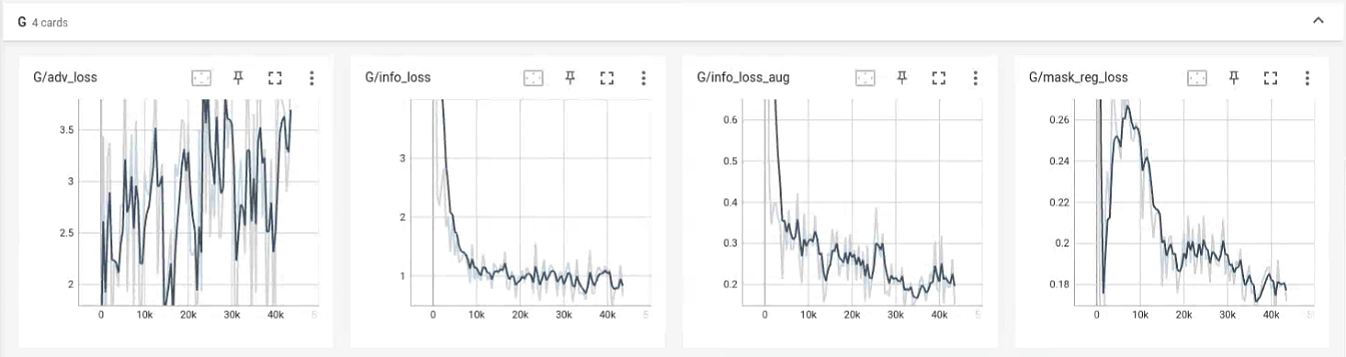 G 4 cards
G/adv_loss
3.5
3
2.5
2
0 10k 20k 30k 40k
G/info_loss
3
2
1
0 10k 20k 30k 40k
G/info_loss_aug
0.6
0.5
0.4
0.3
0.2
0 10k 20k 30k 40k
G/mask_reg_loss
0.26
0.24
0.22
0.2
0.18
0 10k 20k 30k 40k